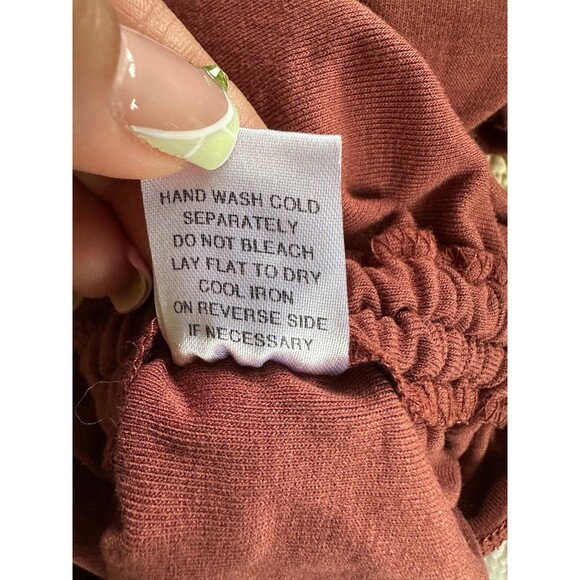 HAND WASH COLD
SEPARATELY
DO NOT BLEACH
LAY FLAT TO DRY
COOL IRON
ON REVERSE SIDE
IF NECESSARY